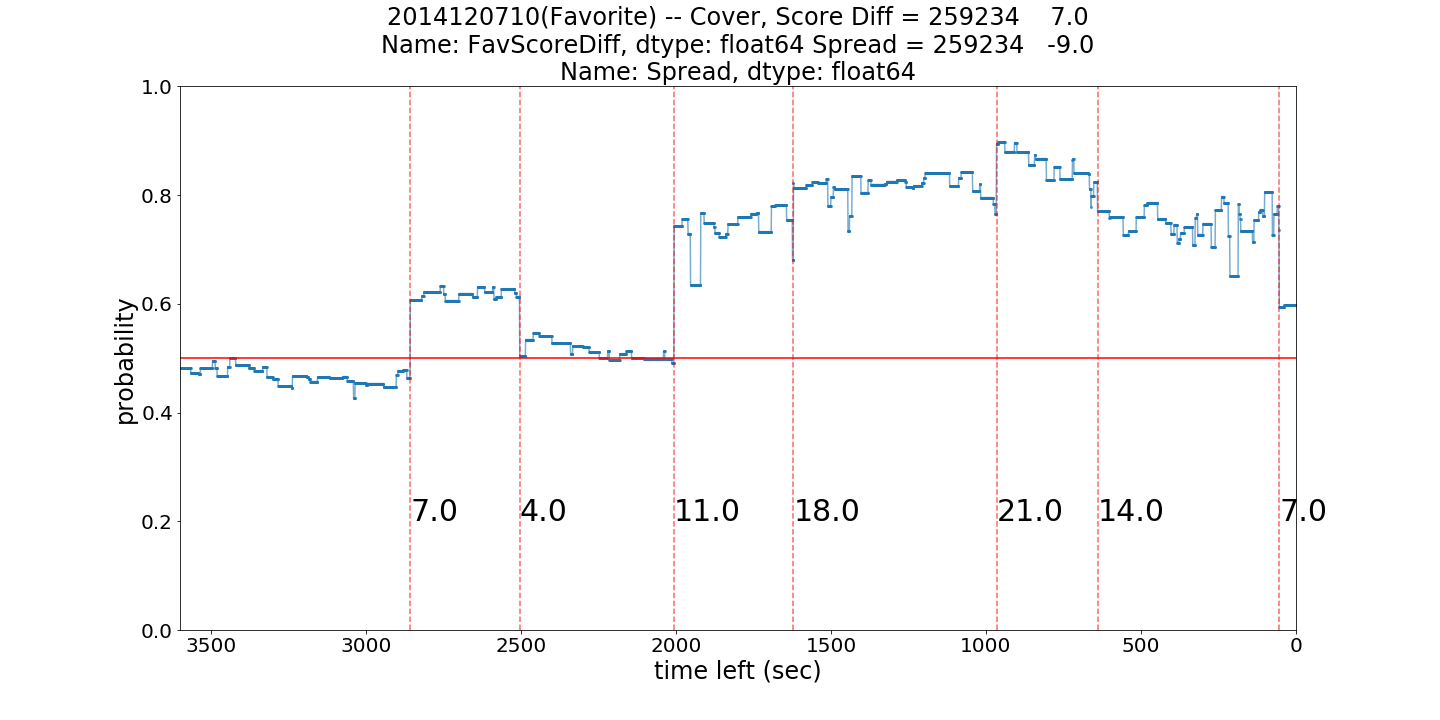 2014120710(Favorite) -- Cover, Score Diff = 259234    7.0
Name: FavScoreDiff, dtype: float64 Spread = 259234   -9.0
Name: Spread, dtype: float64
1.0
0.8
0.6
0.4
0.2
0.0
probability
7.0
4.0
11.0
18.0
21.0
14.0
7.0
3500 3000 2500 2000 1500 1000 500 0
time left (sec)